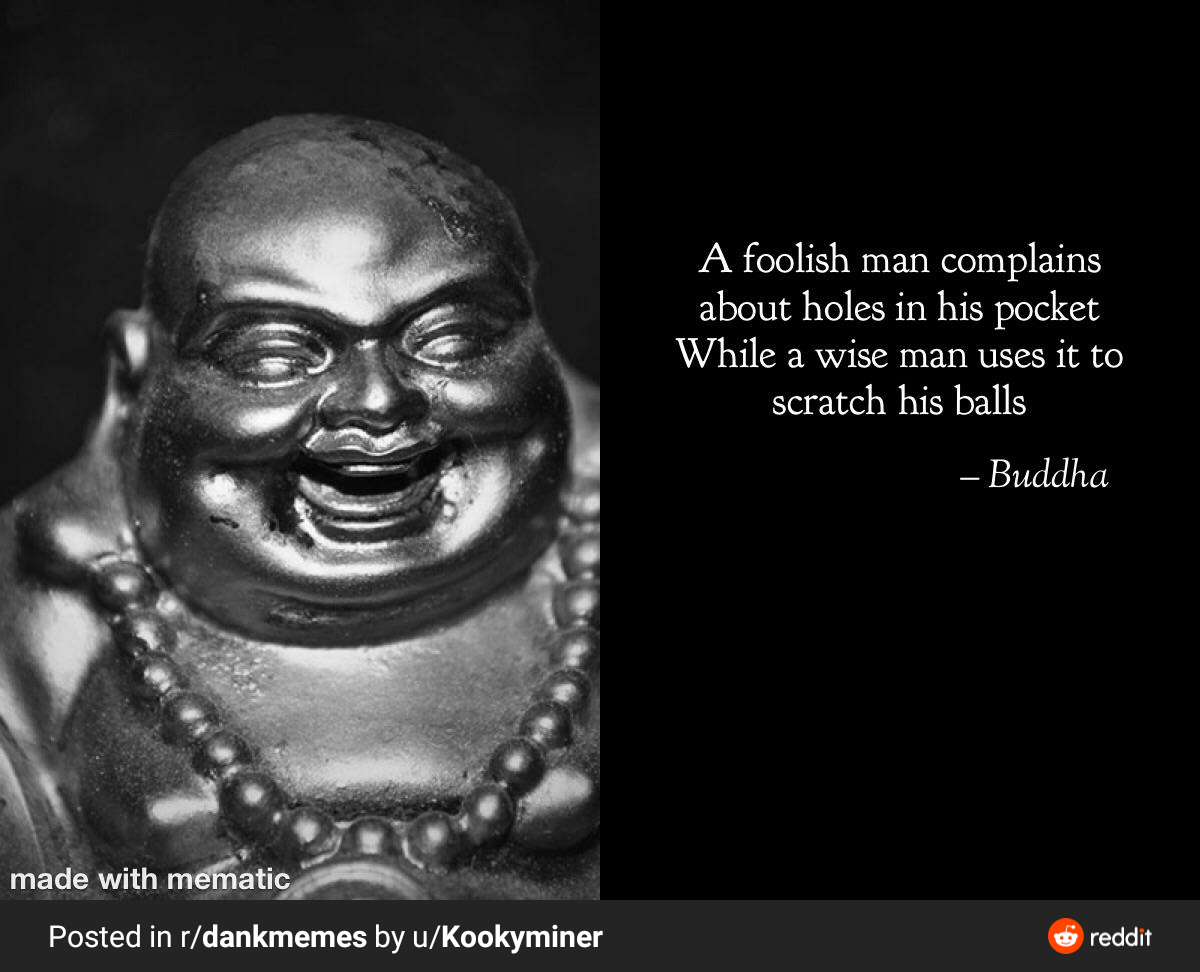 A foolish man complains
about holes in his pocket
While a wise man uses it to
scratch his balls
– Buddha
made with mematic
Posted in r/dankmemes by u/Kookyminer
reddit